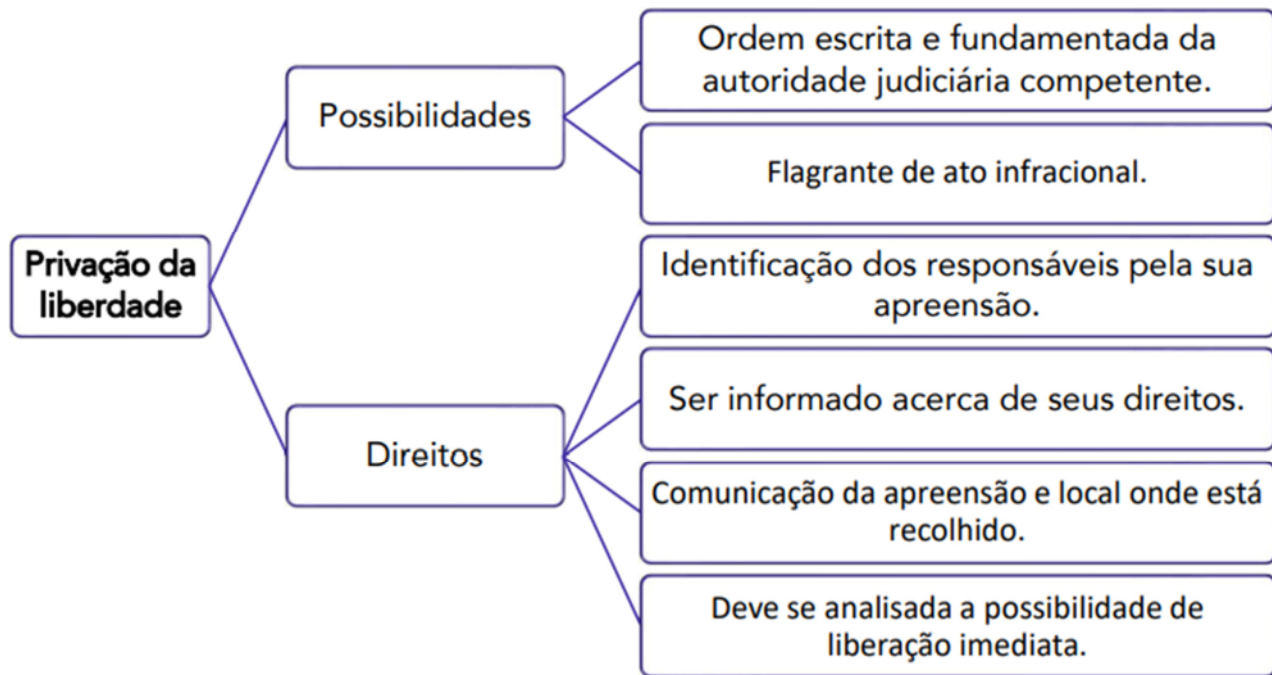 Privação da
liberdade
Possibilidades
Ordem escrita e fundamentada da
autoridade judiciária competente.
Flagrante de ato infracional.
Direitos
Identificação dos responsáveis pela sua
apreensão.
Ser informado acerca de seus direitos.
Comunicação da apreensão e local onde está
recolhido.
Deve se analisada a possibilidade de
liberação imediata.